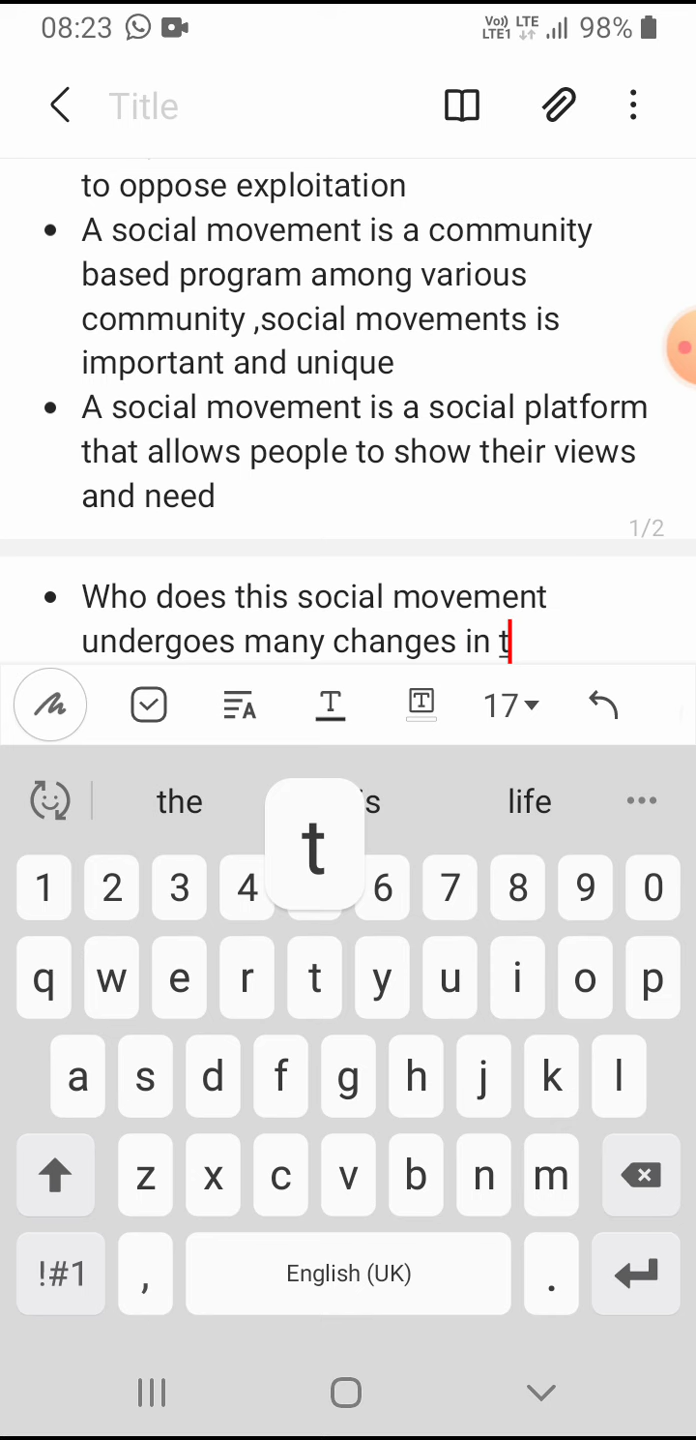 08:23 Vo)) LTE1 LTE 98%
Title
to oppose exploitation
• A social movement is a community
based program among various
community ,social movements is
important and unique
• A social movement is a social platform
that allows people to show their views
and need
1/2
• Who does this social movement
undergoes many changes in t
A T T 17
the t s life
1 2 3 4 6 7 8 9 0
q w e r t y u i o p
a s d f g h j k l
z x c v b n m
!#1 , English (UK) .